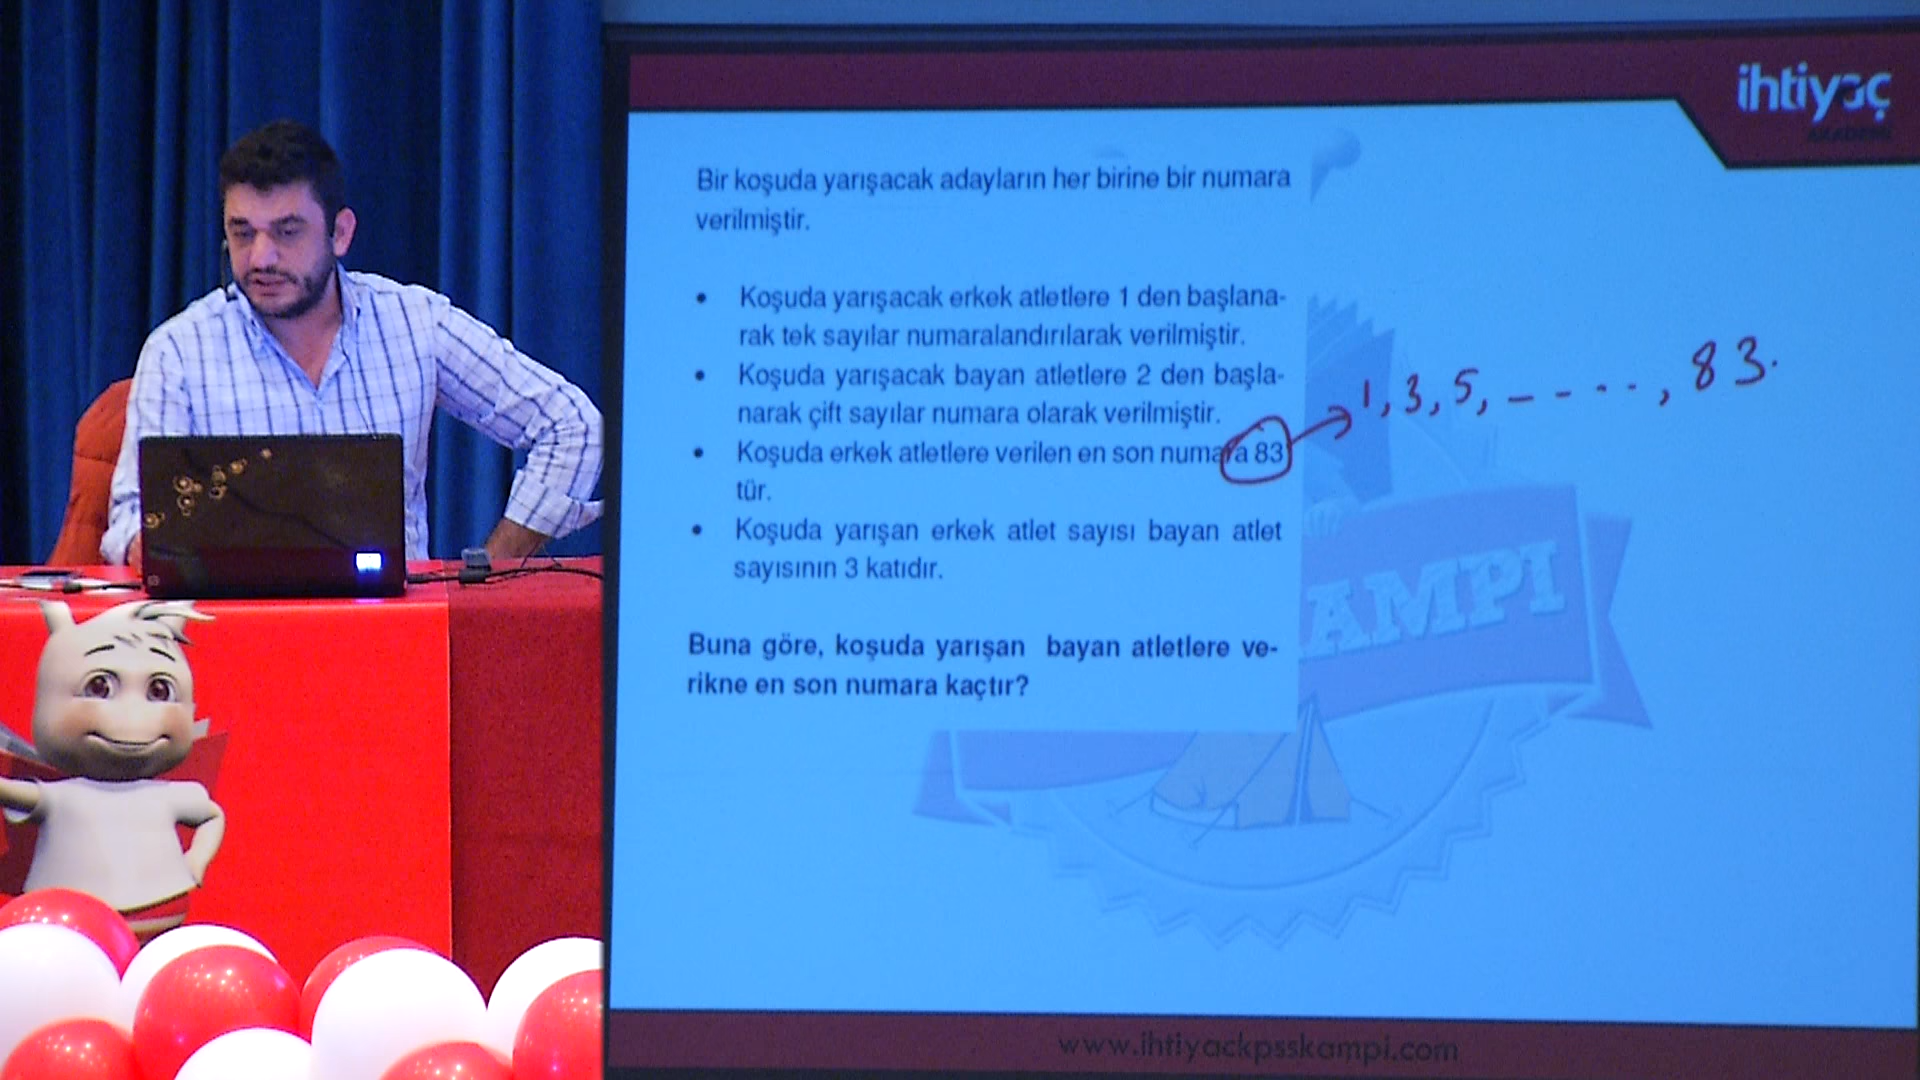 ihtiyaç
AKADEMİ
Bir koşuda yarışacak adayların her birine bir numara
verilmiştir.
• Koşuda yarışacak erkek atletlere 1 den başlana-
rak tek sayılar numaralandırılarak verilmiştir.
• Koşuda yarışacak bayan atletlere 2 den başla-
narak çift sayılar numara olarak verilmiştir.
1, 3, 5, - - - - , 83.
• Koşuda erkek atletlere verilen en son numara 83
tür.
• Koşuda yarışan erkek atlet sayısı bayan atlet
sayısının 3 katıdır.
Buna göre, koşuda yarışan bayan atletlere ve-
rikne en son numara kaçtır?
AMPI
www.ihtiyackpsskampi.com